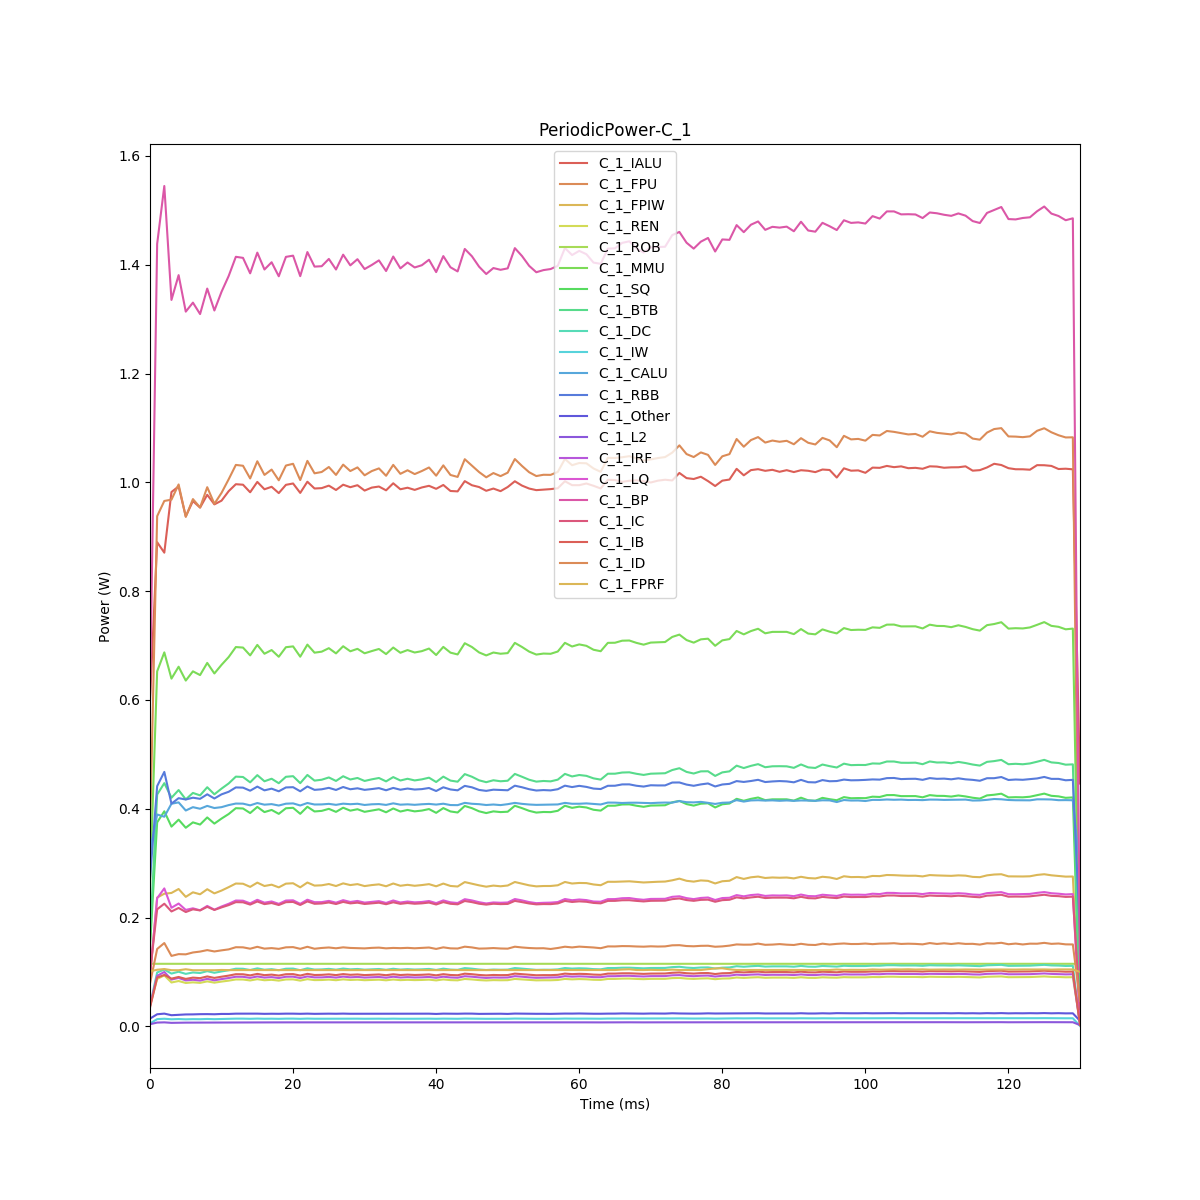 PeriodicPower-C_1
1.6
1.4
1.2
1.0
0.8
0.6
0.4
0.2
0.0
Power (W)
C_1_IALU
C_1_FPU
C_1_FPIW
C_1_REN
C_1_ROB
C_1_MMU
C_1_SQ
C_1_BTB
C_1_DC
C_1_IW
C_1_CALU
C_1_RBB
C_1_Other
C_1_L2
C_1_IRF
C_1_LQ
C_1_BP
C_1_IC
C_1_IB
C_1_ID
C_1_FPRF
0 20 40 60 80 100 120
Time (ms)